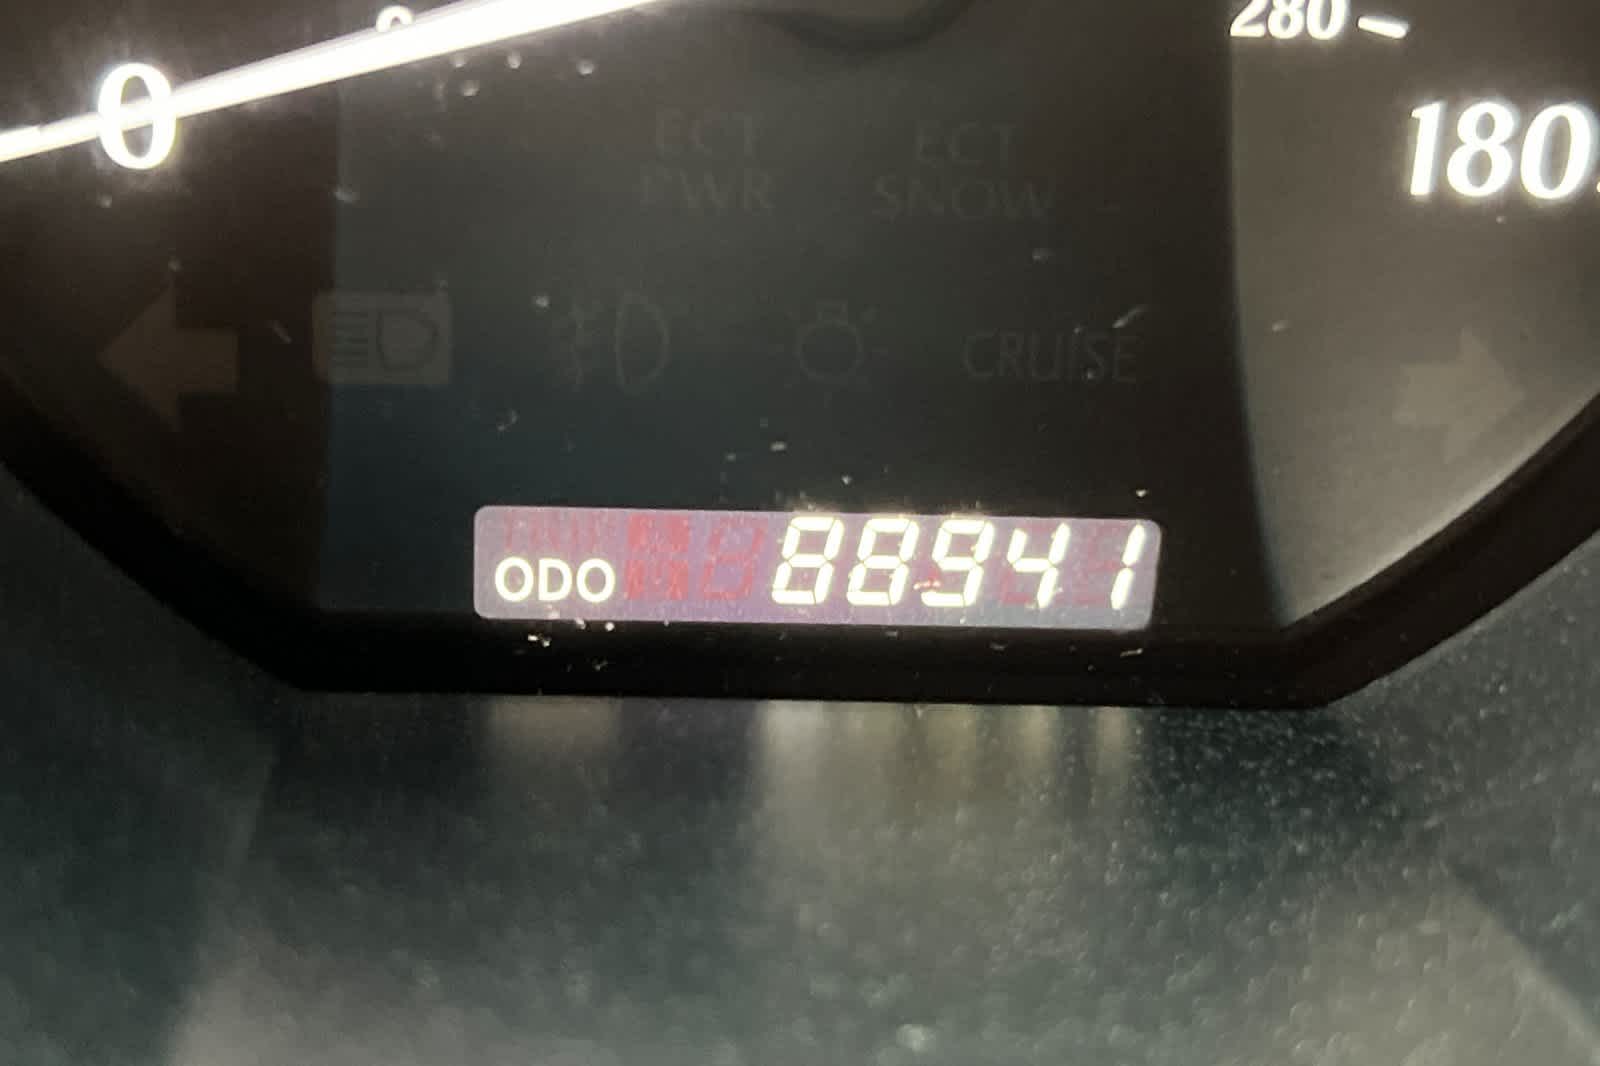 280
0
180
ECT PWR
ECT SNOW
CRUISE
ODO 88941